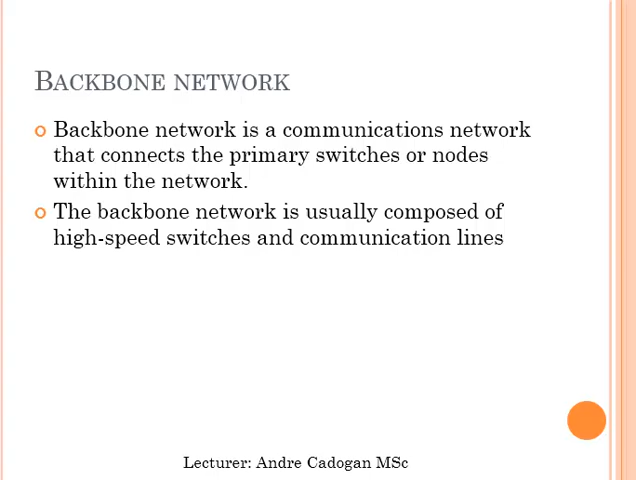 BACKBONE NETWORK
Backbone network is a communications network
that connects the primary switches or nodes
within the network.
The backbone network is usually composed of
high-speed switches and communication lines
Lecturer: Andre Cadogan MSc